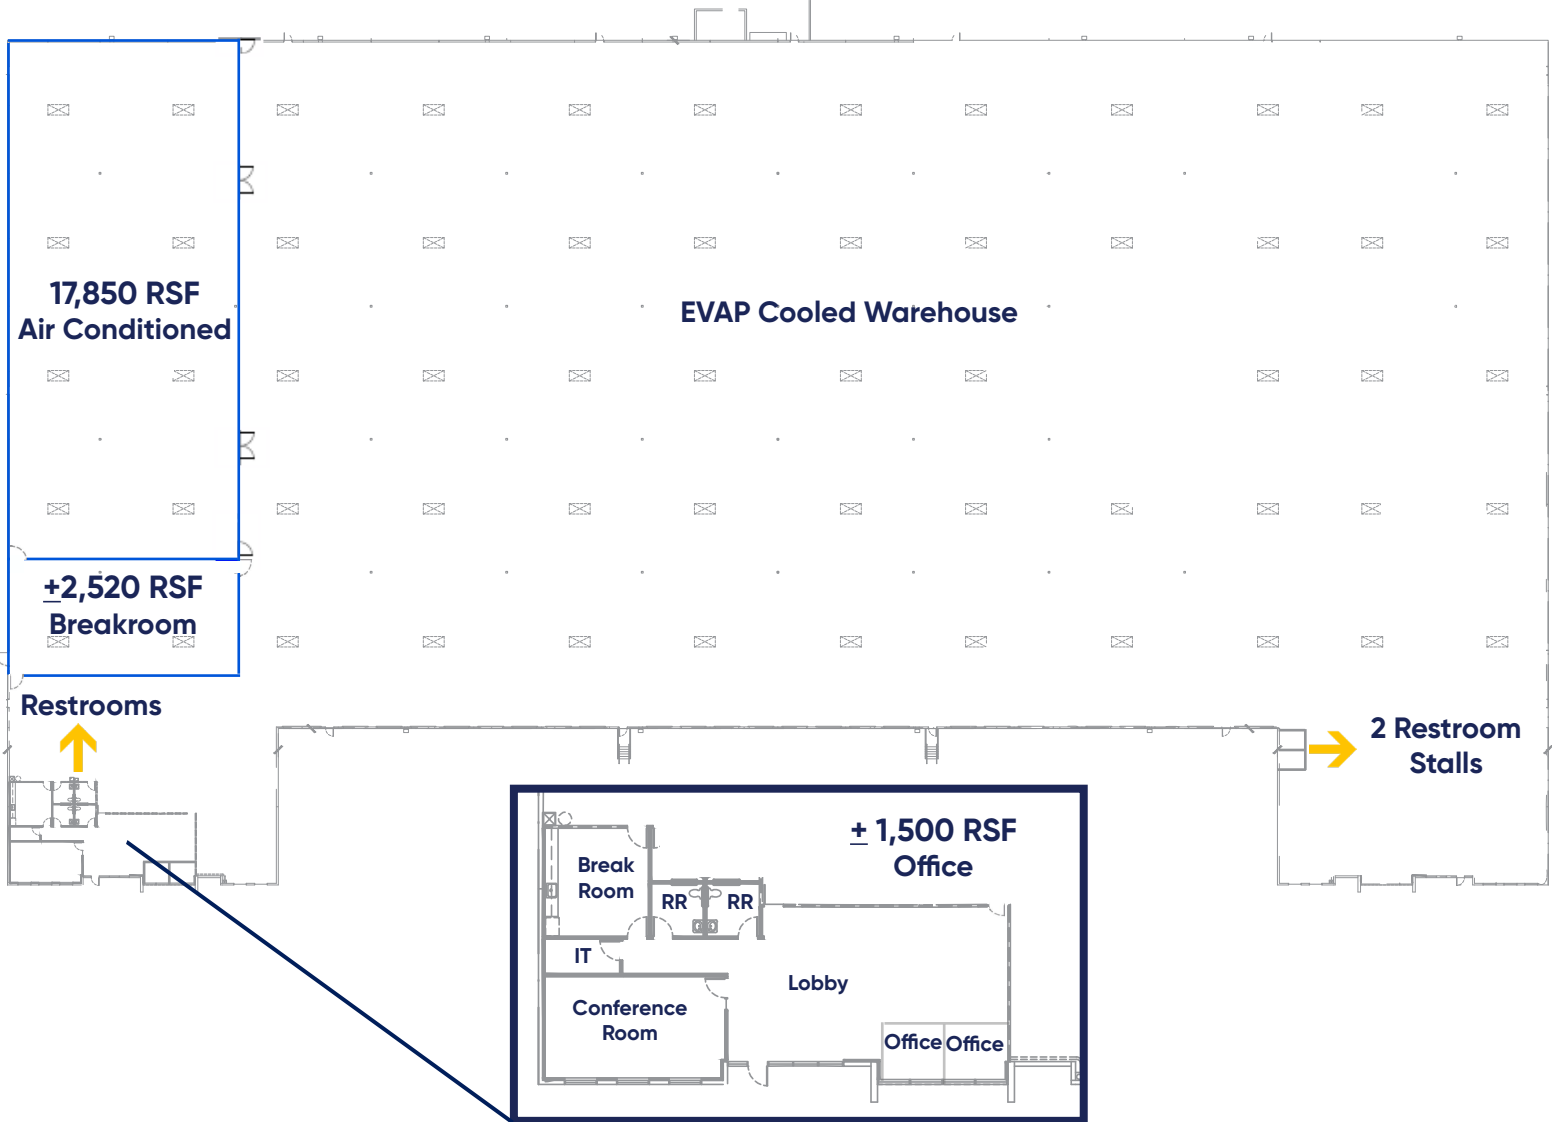 17,850 RSF
Air Conditioned
EVAP Cooled Warehouse
+2,520 RSF
Breakroom
Restrooms
2 Restroom
Stalls
+ 1,500 RSF
Office
Break
Room
RR
RR
IT
Lobby
Conference
Room
Office
Office